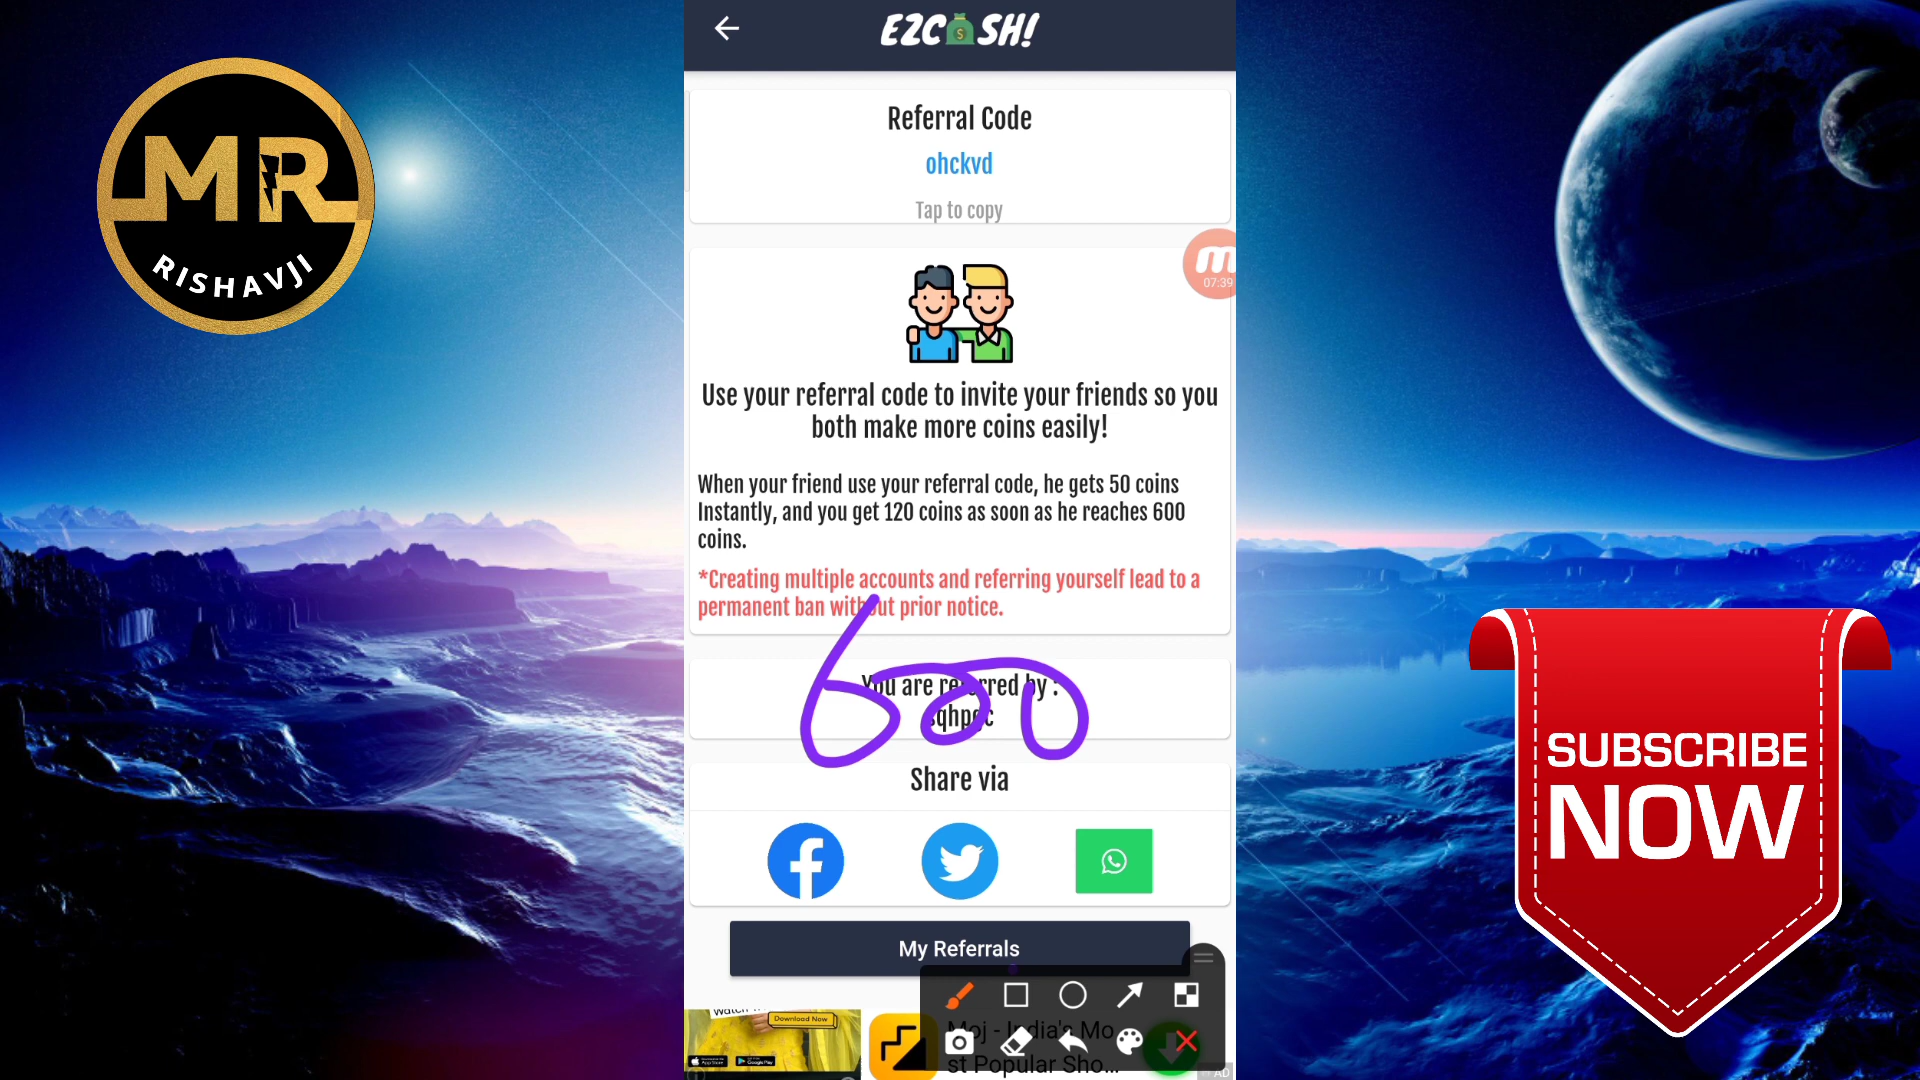 MR
RISHAVJI
EZCASH!
Referral Code
ohckvd
Tap to copy
07:39
Use your referral code to invite your friends so you
both make more coins easily!
When your friend use your referral code, he gets 50 coins
Instantly, and you get 120 coins as soon as he reaches 600
coins.
*Creating multiple accounts and referring yourself lead to a
permanent ban without prior notice.
600
You are referred by :
Share via
My Referrals
Download Now
Google Play
Moj - India's Mo
st Popular Sho...
AD
SUBSCRIBE
NOW